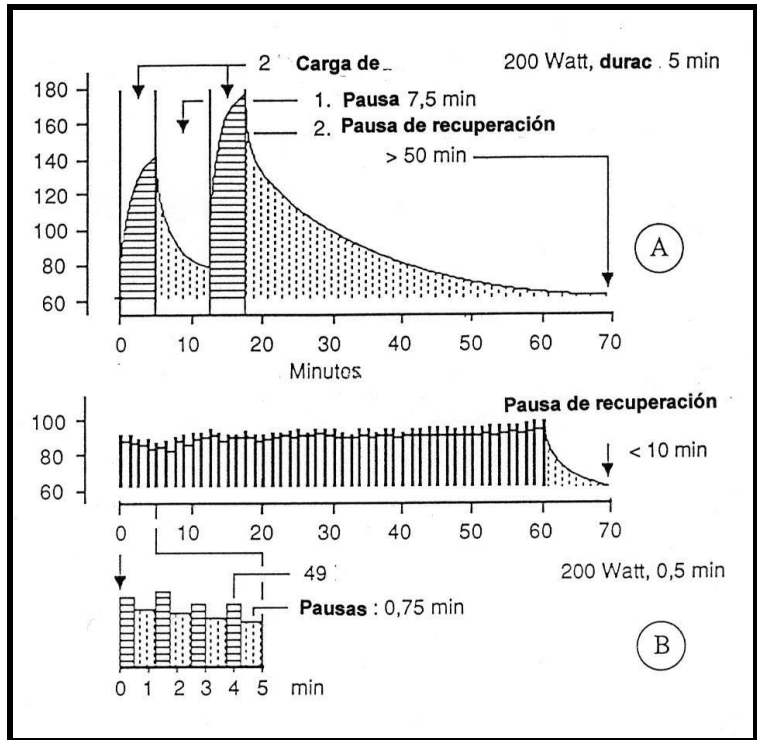 2 Carga de 200 Watt, durac. 5 min
1. Pausa 7,5 min
2. Pausa de recuperación
> 50 min
180
160
140
120
100
80
60
A
0 10 20 30 40 50 60 70
Minutos
Pausa de recuperación
< 10 min
100
80
60
0 10 20 30 40 50 60 70
49
200 Watt, 0,5 min
Pausas : 0,75 min
B
0 1 2 3 4 5 min